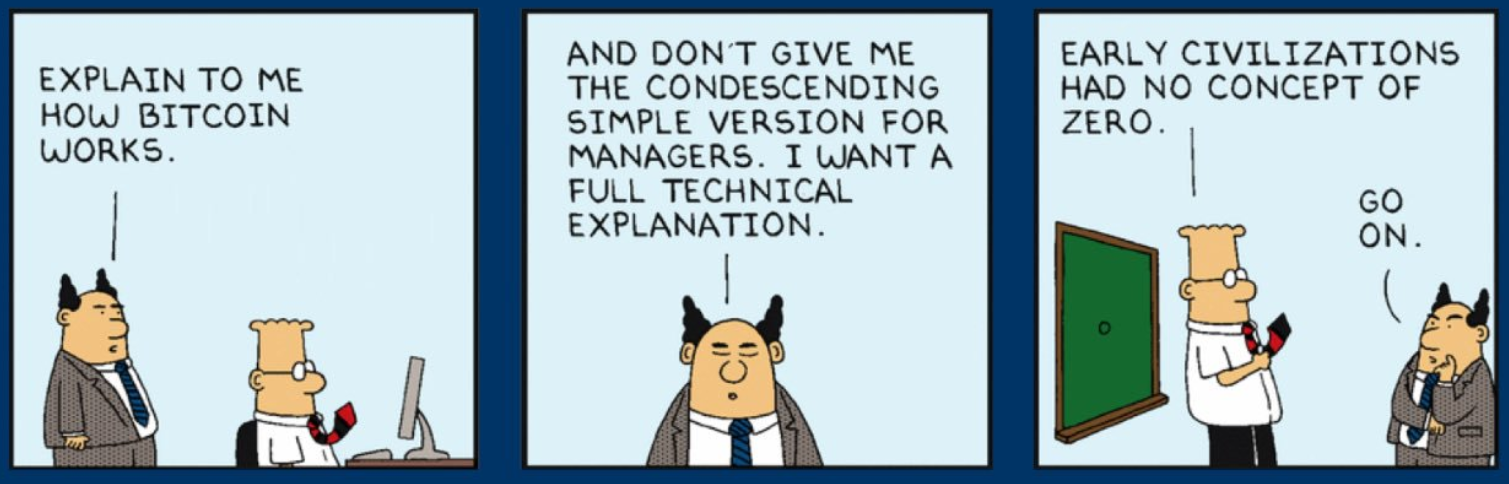 EXPLAIN TO ME
HOW BITCOIN
WORKS.
AND DON'T GIVE ME
THE CONDESCENDING
SIMPLE VERSION FOR
MANAGERS. I WANT A
FULL TECHNICAL
EXPLANATION.
EARLY CIVILIZATIONS
HAD NO CONCEPT OF
ZERO.
GO
ON.
0